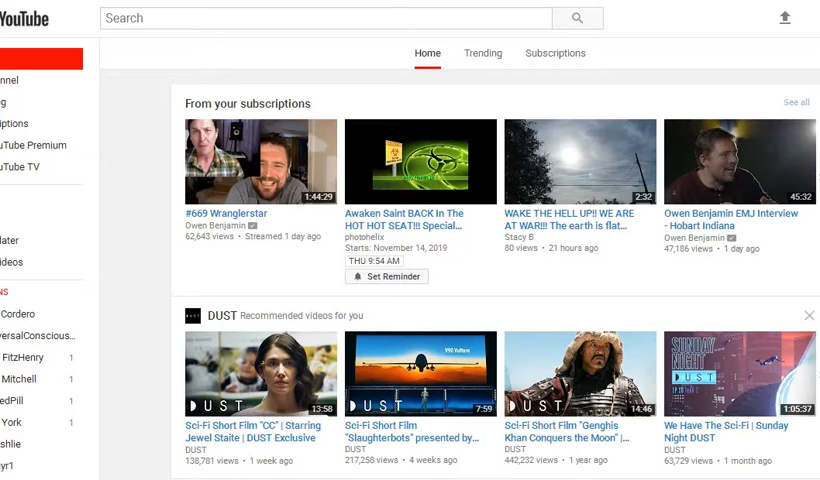 YouTube
Search
Home Trending Subscriptions
nnel
g
iptions
uTube Premium
uTube TV
ater
ideos
NS
Cordero
versalConscious...
FitzHenry 1
Mitchell 1
edPill 1
York 1
shlie
yr1
From your subscriptions See all
1:44:29
#669 Wranglerstar
Owen Benjamin
62,643 views • Streamed 1 day ago
Awaken Saint BACK In The
HOT HOT SEAT!!! Special...
photohelix
Starts: November 14, 2019
THU 9:54 AM
Set Reminder
2:32
WAKE THE HELL UP!! WE ARE
AT WAR!!! The earth is flat...
Stacy B
80 views • 21 hours ago
45:32
Owen Benjamin EMJ Interview
- Hobart Indiana
Owen Benjamin
47,186 views • 1 day ago
DUST Recommended videos for you
DUST
13:58
Sci-Fi Short Film "CC" | Starring
Jewel Staite | DUST Exclusive
DUST
138,781 views • 1 week ago
DUST
7:59
Sci-Fi Short Film
"Slaughterbots" presented by...
DUST
217,258 views • 4 weeks ago
DUST
14:46
Sci-Fi Short Film "Genghis
Khan Conquers the Moon" |...
DUST
442,232 views • 1 year ago
SUNDAY
NIGHT
DUST
1:05:37
We Have The Sci-Fi | Sunday
Night DUST
DUST
63,729 views • 1 month ago